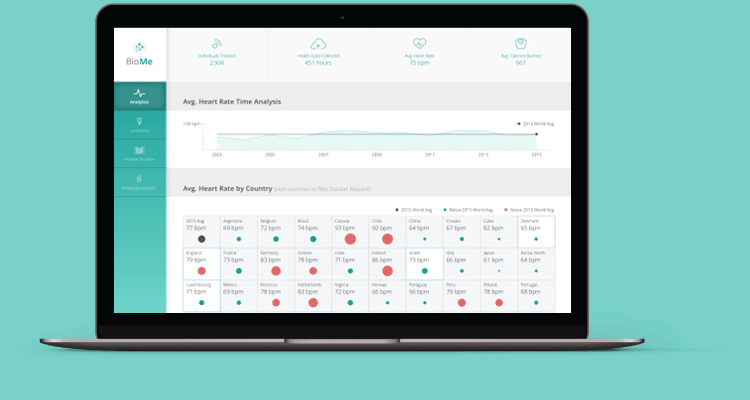 BioMe
Individuals Tracked
2,904
Health Data Collected
451 hours
Avg. Heart Rate
75 bpm
Avg. Calories Burned
667
Analytics
Locations
Avg. Heart Rate Time Analysis
2015 World Avg.
2003 2005 2007 2009 2011 2013 2015
Avg. Heart Rate by Country (click countries to filter Dataset Request)
2015 World Avg. Below 2015 World Avg. Above 2015 World Avg.
2015 Avg. Argentina Belgium Brazil Canada Chile China Croatia Cuba Denmark
77 bpm 69 bpm 72 bpm 74 bpm 93 bpm 92 bpm 64 bpm 67 bpm 62 bpm 65 bpm
England France Germany Greece India Ireland Israel Italy Japan Korea, North
79 bpm 73 bpm 83 bpm 78 bpm 71 bpm 86 bpm 73 bpm 66 bpm 61 bpm 64 bpm
Luxembourg Mexico Morocco Netherlands Nigeria Norway Paraguay Peru Poland Portugal
71 bpm 69 bpm 78 bpm 83 bpm 72 bpm 66 bpm 66 bpm 79 bpm 78 bpm 68 bpm